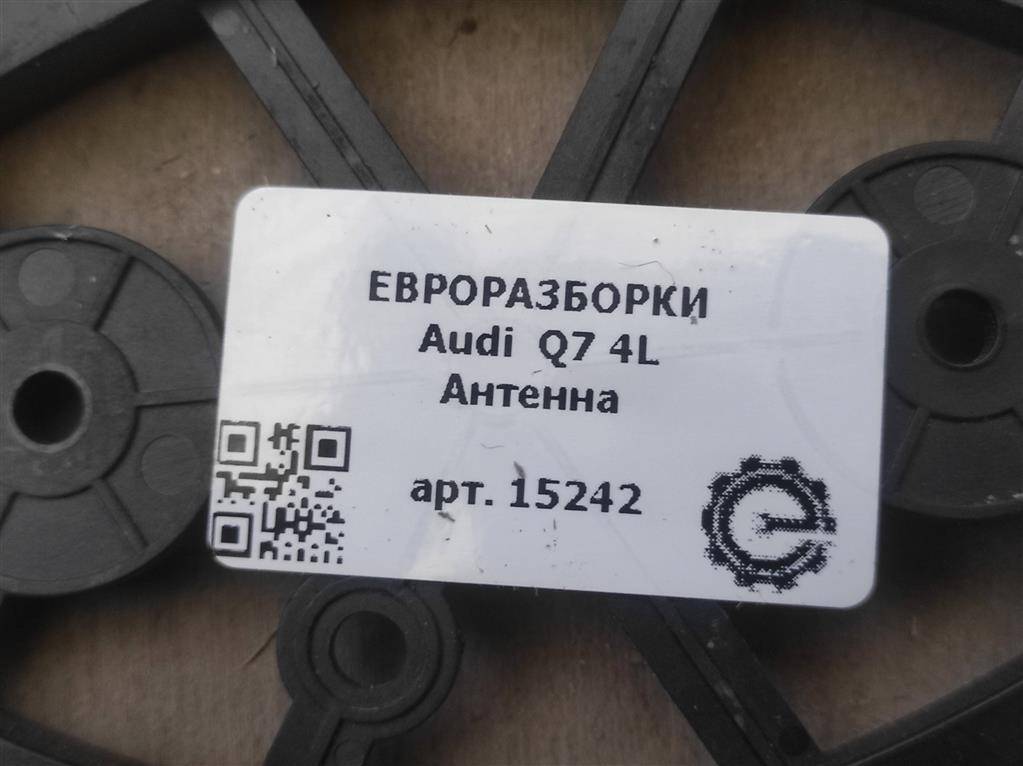 ЕВРОРАЗБОРКИ
Audi Q7 4L
Антенна
арт. 15242